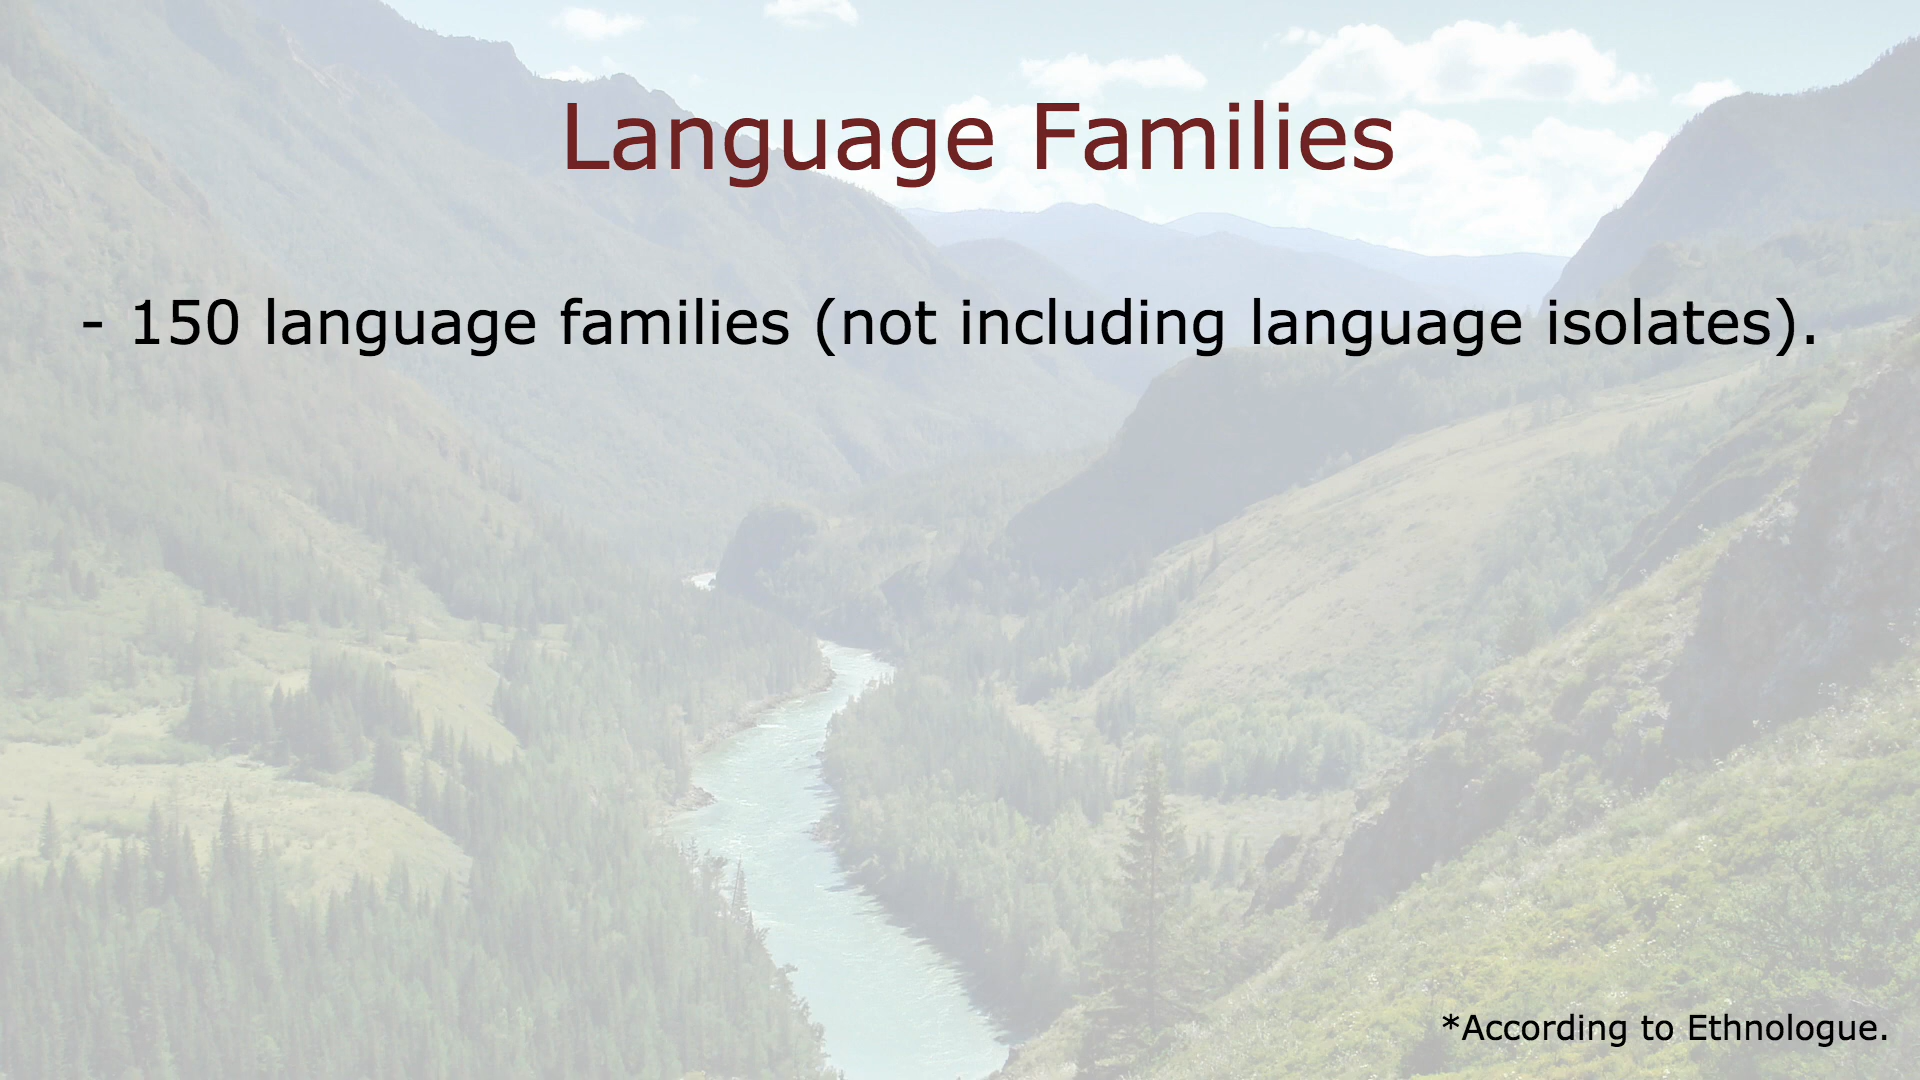 Language Families
- 150 language families (not including language isolates).
*According to Ethnologue.